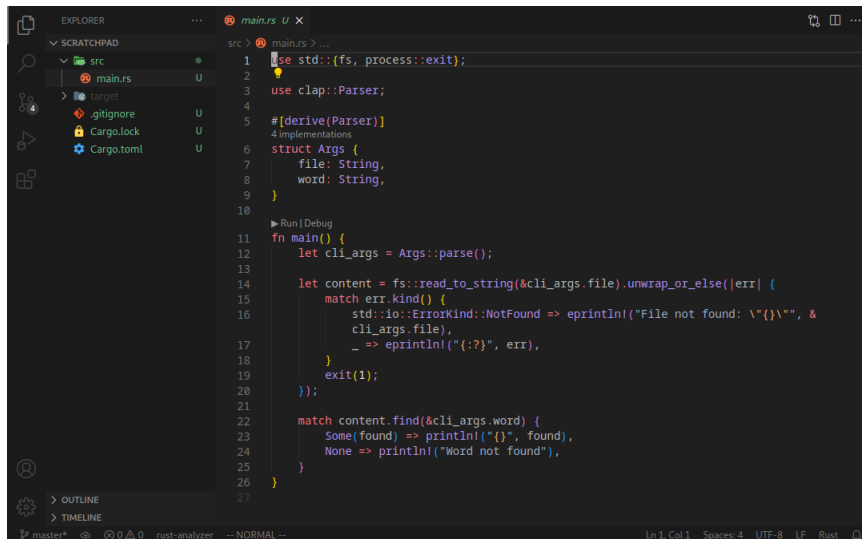 EXPLORER
SCRATCHPAD
src
main.rs U
target
.gitignore U
Cargo.lock U
Cargo.toml U
OUTLINE
TIMELINE
4
main.rs U
src > main.rs > ...
1 use std::{fs, process::exit};
2
3 use clap::Parser;
4
5 #[derive(Parser)]
4 implementations
6 struct Args {
7 file: String,
8 word: String,
9 }
10
Run | Debug
11 fn main() {
12 let cli_args = Args::parse();
13
14 let content = fs::read_to_string(&cli_args.file).unwrap_or_else(|err| {
15 match err.kind() {
16 std::io::ErrorKind::NotFound => eprintln!("File not found: \"{}\"", &
cli_args.file),
17 _ => eprintln!("{:?}", err),
18 }
19 exit(1);
20 });
21
22 match content.find(&cli_args.word) {
23 Some(found) => println!("{}", found),
24 None => println!("Word not found"),
25 }
26 }
27
master* 0 0 rust-analyzer -- NORMAL -- Ln 1, Col 1 Spaces: 4 UTF-8 LF Rust